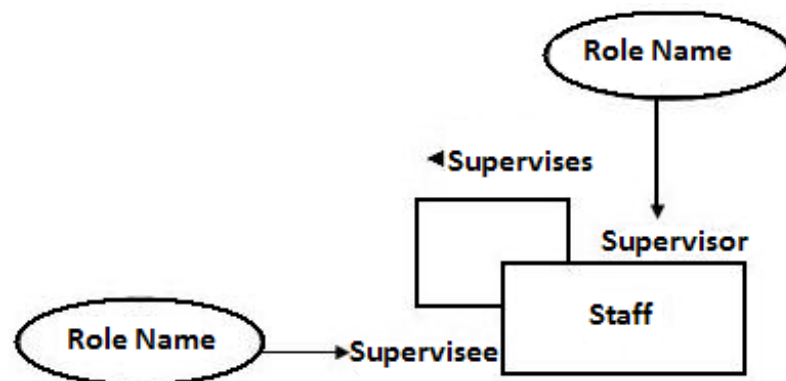 Role Name
◄Supervises
Supervisor
Staff
Role Name
Supervisee